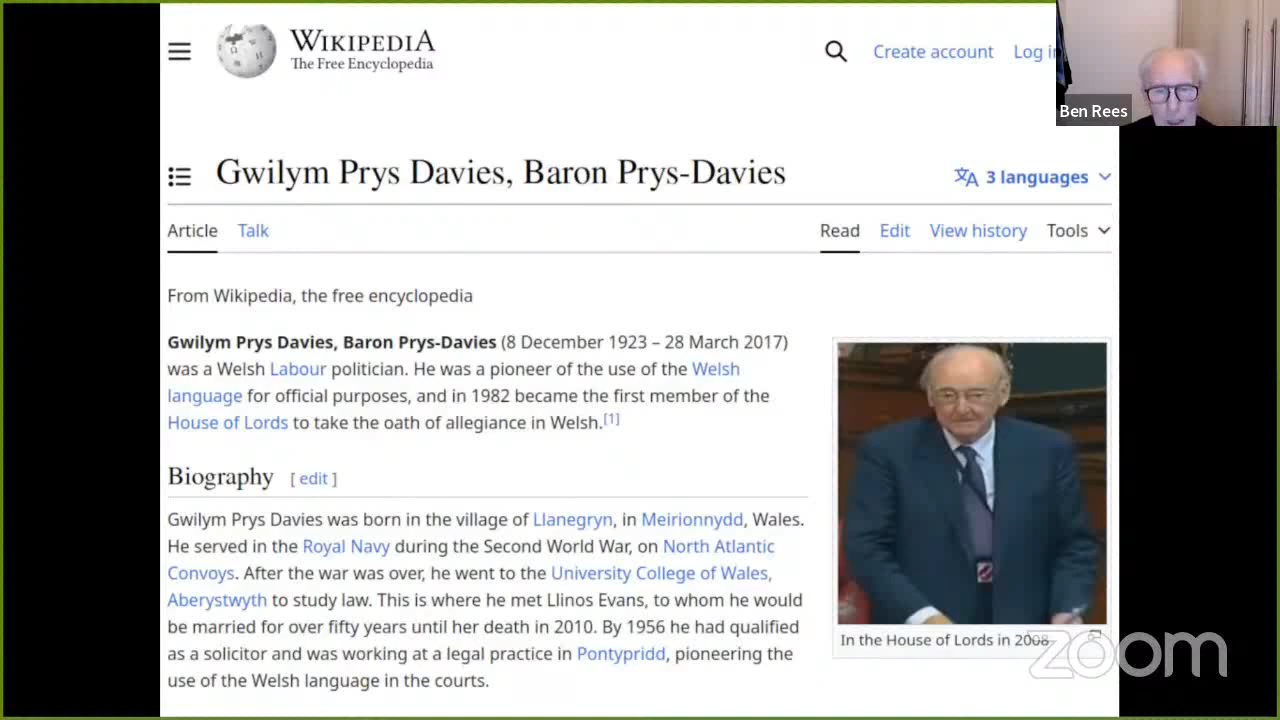 WIKIPEDIA
The Free Encyclopedia
Create account Log in
Ben Rees
Gwilym Prys Davies, Baron Prys-Davies
3 languages
Article Talk
Read Edit View history Tools
From Wikipedia, the free encyclopedia
Gwilym Prys Davies, Baron Prys-Davies (8 December 1923 – 28 March 2017)
was a Welsh Labour politician. He was a pioneer of the use of the Welsh
language for official purposes, and in 1982 became the first member of the
House of Lords to take the oath of allegiance in Welsh.[1]
Biography [ edit ]
Gwilym Prys Davies was born in the village of Llanegryn, in Meirionnydd, Wales.
He served in the Royal Navy during the Second World War, on North Atlantic
Convoys. After the war was over, he went to the University College of Wales,
Aberystwyth to study law. This is where he met Llinos Evans, to whom he would
be married for over fifty years until her death in 2010. By 1956 he had qualified
as a solicitor and was working at a legal practice in Pontypridd, pioneering the
use of the Welsh language in the courts.
In the House of Lords in 2008
zoom